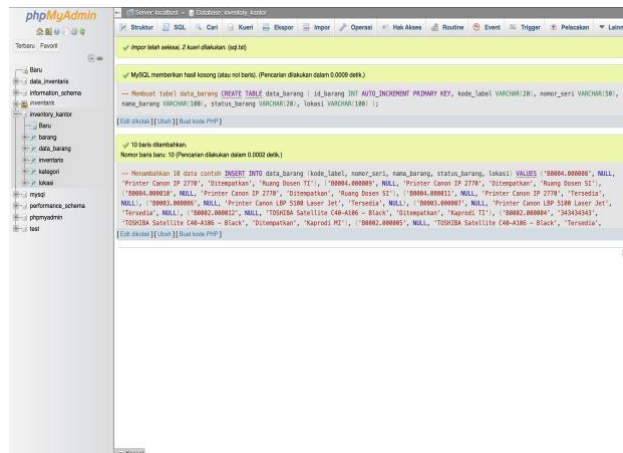 phpMyAdmin
Terbaru Favorit
Baru
data_inventaris
information_schema
inventaris
inventory_kantor
Baru
barang
data_barang
inventaris
kategori
lokasi
mysql
performance_schema
phpmyadmin
test
Server: localhost » Database: inventory_kantor
Struktur SQL Cari Kueri Ekspor Impor Operasi Hak Akses Routine Event Trigger Pelacakan Lainn
Impor telah selesai, 2 kueri dilakukan. (sql.txt)
MySQL memberikan hasil kosong (atau nol baris). (Pencarian dilakukan dalam 0.0009 detik.)
-- Membuat tabel data_barang CREATE TABLE data_barang ( id_barang INT AUTO_INCREMENT PRIMARY KEY, kode_label VARCHAR(20), nomor_seri VARCHAR(50),
nama_barang VARCHAR(100), status_barang VARCHAR(20), lokasi VARCHAR(100) );
[ Edit dikotak ] [ Ubah ] [ Buat kode PHP ]
10 baris ditambahkan.
Nomor baris baru: 10 (Pencarian dilakukan dalam 0.0002 detik.)
-- Menambahkan 10 data contoh INSERT INTO data_barang (kode_label, nomor_seri, nama_barang, status_barang, lokasi) VALUES ('B0004.000008', NULL,
'Printer Canon IP 2770', 'Ditempatkan', 'Ruang Dosen TI'), ('B0004.000009', NULL, 'Printer Canon IP 2770', 'Ditempatkan', 'Ruang Dosen SI'),
('B0004.000010', NULL, 'Printer Canon IP 2770', 'Ditempatkan', 'Ruang Dosen SI'), ('B0004.000011', NULL, 'Printer Canon IP 2770', 'Tersedia',
NULL), ('B0003.000006', NULL, 'Printer Canon LBP 5100 Laser Jet', 'Tersedia', NULL), ('B0003.000007', NULL, 'Printer Canon LBP 5100 Laser Jet',
'Tersedia', NULL), ('B0002.000012', NULL, 'TOSHIBA Satellite C40-A106 - Black', 'Ditempatkan', 'Kaprodi TI'), ('B0002.000004', '343434343',
'TOSHIBA Satellite C40-A106 - Black', 'Ditempatkan', 'Kaprodi MI'), ('B0002.000005', NULL, 'TOSHIBA Satellite C40-A106 - Black', 'Tersedia',
[ Edit dikotak ] [ Ubah ] [ Buat kode PHP ]